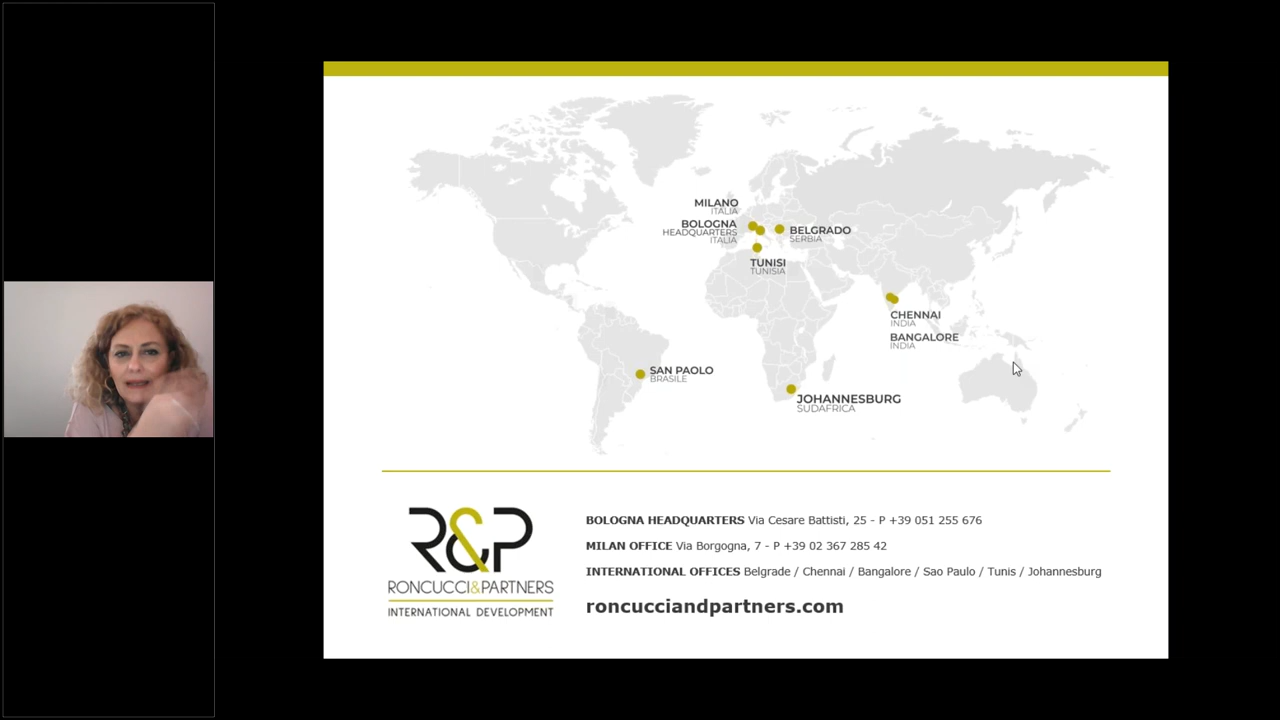 MILANO
ITALIA
BOLOGNA
HEADQUARTERS
ITALIA
BELGRADO
SERBIA
TUNISI
TUNISIA
CHENNAI
INDIA
BANGALORE
INDIA
SAN PAOLO
BRASILE
JOHANNESBURG
SUDAFRICA
R&P
RONCUCCI&PARTNERS
INTERNATIONAL DEVELOPMENT
BOLOGNA HEADQUARTERS Via Cesare Battisti, 25 - P +39 051 255 676
MILAN OFFICE Via Borgogna, 7 - P +39 02 367 285 42
INTERNATIONAL OFFICES Belgrade / Chennai / Bangalore / Sao Paulo / Tunis / Johannesburg
roncucciandpartners.com